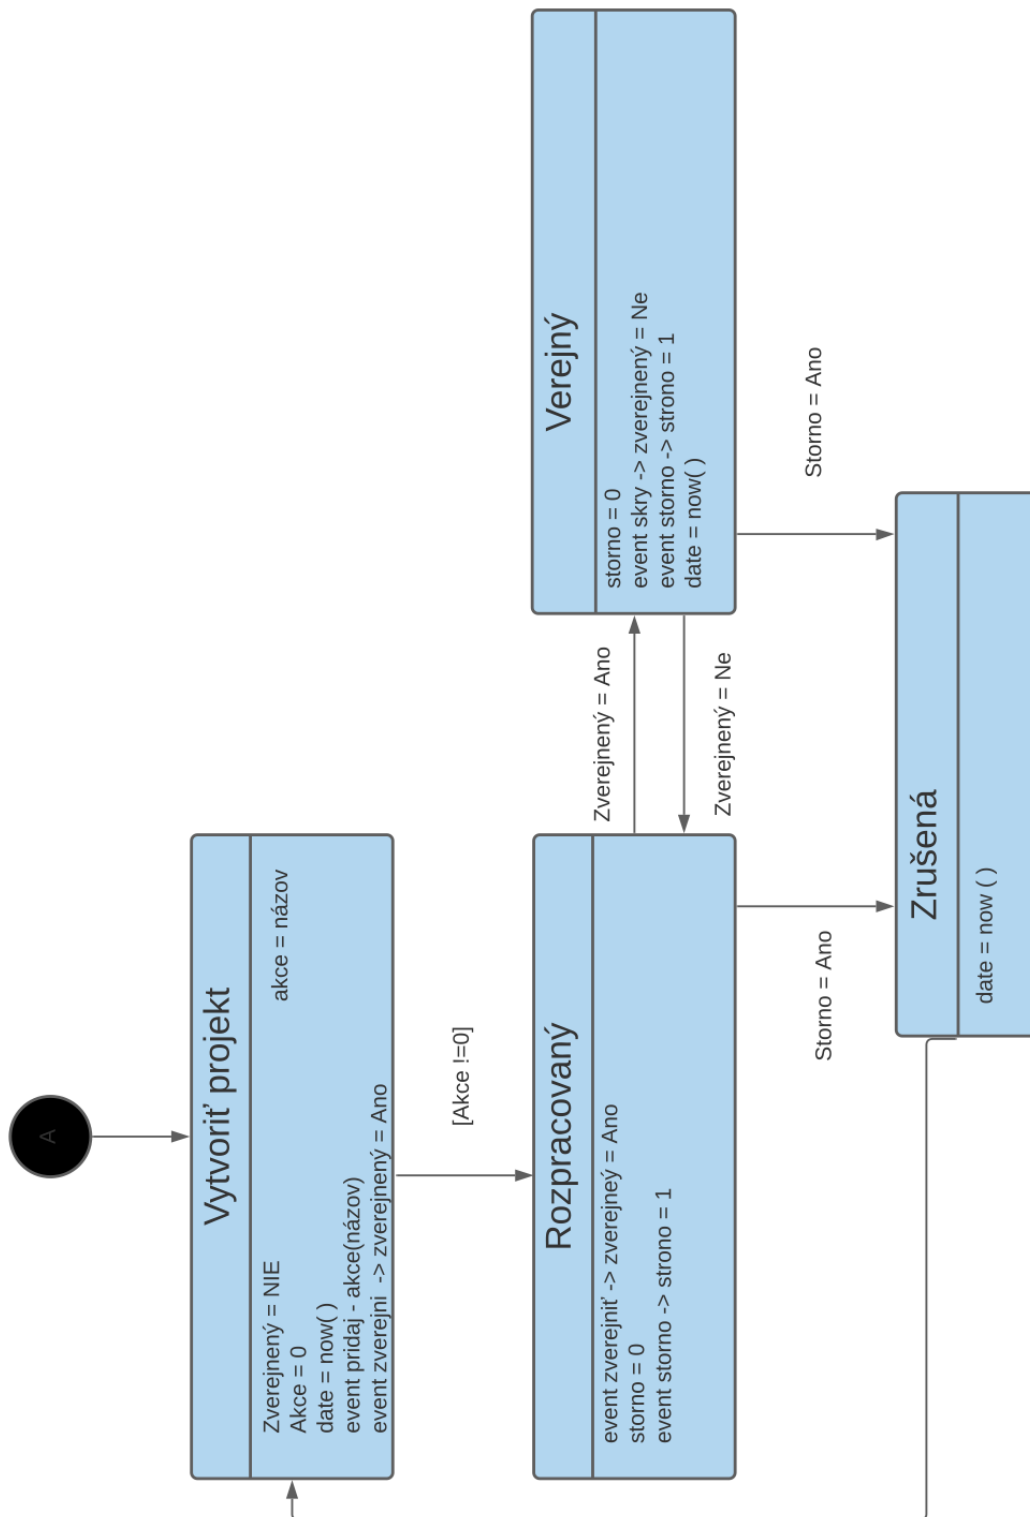 A
Vytvoriť projekt
Zverejnený = NIE
Akce = 0
date = now( )
event pridaj - akce(názov)
event zverejni -> zverejnený = Ano
akce = názov
[Akce !=0]
Rozpracovaný
event zverejniť -> zverejneý = Ano
storno = 0
event storno -> strono = 1
Zverejnený = Ano
Zverejnený = Ne
Verejný
storno = 0
event skry -> zverejnený = Ne
event storno -> strono = 1
date = now( )
Storno = Ano
Storno = Ano
Zrušená
date = now ( )